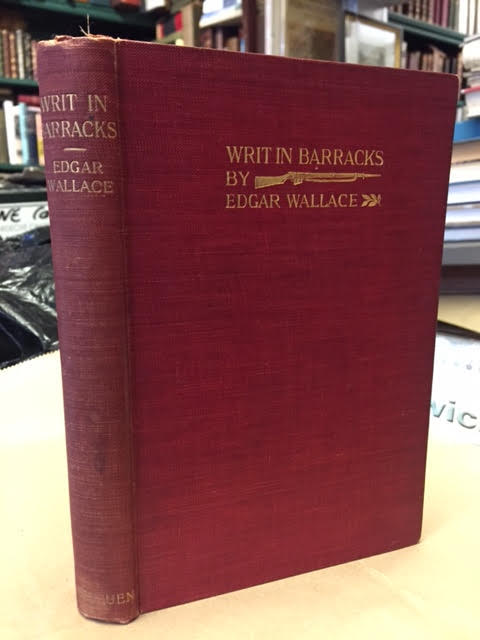 WRIT IN
BARRACKS
EDGAR
WALLACE
WRIT IN BARRACKS
BY
EDGAR WALLACE